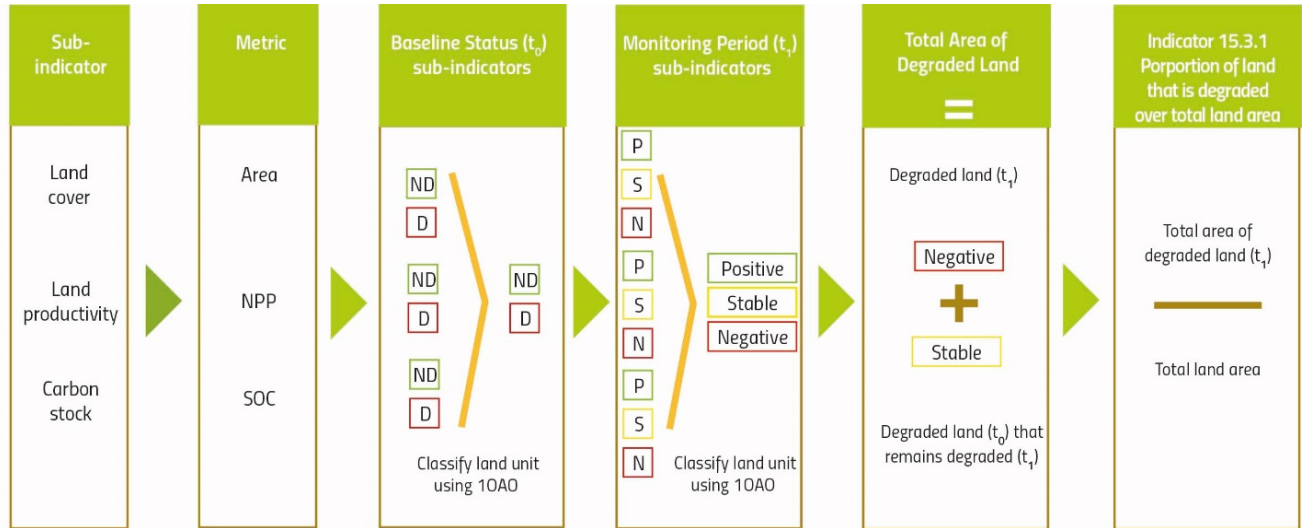 Sub-
indicator
Land
cover
Land
productivity
Carbon
stock
Metric
Area
NPP
SOC
Baseline Status (t0)
sub-indicators
ND
D
ND
D
ND
D
ND
D
Classify land unit
using 1OAO
Monitoring Period (t1)
sub-indicators
P
S
N
P
S
N
P
S
N
Positive
Stable
Negative
Classify land unit
using 1OAO
Total Area of
Degraded Land
=
Degraded land (t1)
Negative
+
Stable
Degraded land (t0) that
remains degraded (t1)
Indicator 15.3.1
Porportion of land
that is degraded
over total land area
Total area of
degraded land (t1)
Total land area